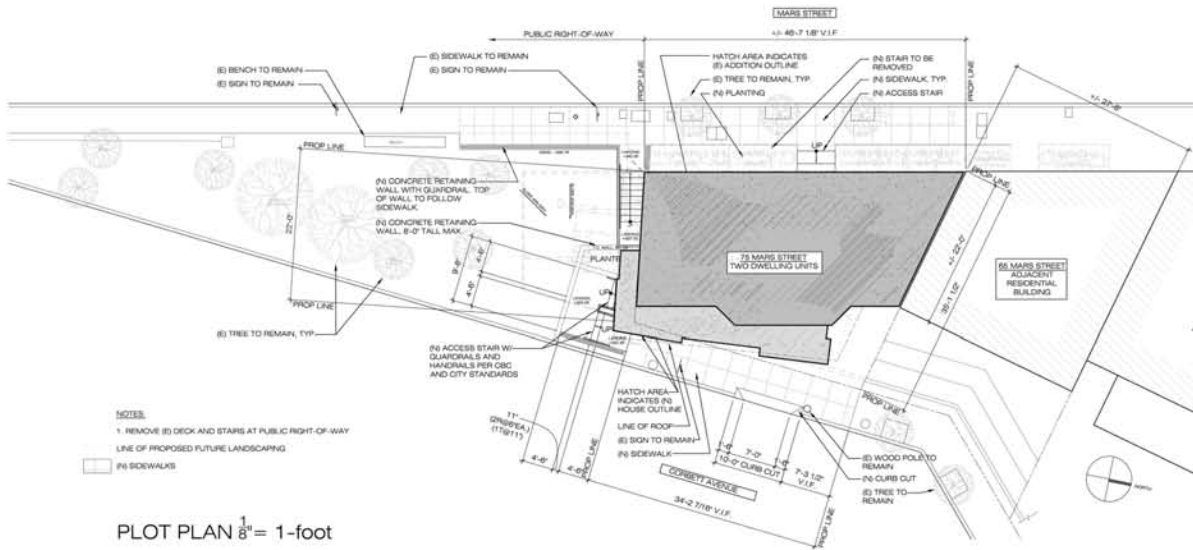 MARS STREET
+/- 46'-7 1/8" V.I.F.
PUBLIC RIGHT-OF-WAY
PROP LINE
PROP LINE
(E) BENCH TO REMAIN
(E) SIGN TO REMAIN
(E) SIDEWALK TO REMAIN
(E) SIGN TO REMAIN
HATCH AREA INDICATES
(E) ADDITION OUTLINE
(E) TREE TO REMAIN, TYP.
(N) PLANTING
(N) STAIR TO BE
REMOVED
(N) SIDEWALK, TYP.
(N) ACCESS STAIR
UP
PROP LINE
22'-0"
(N) CONCRETE RETAINING
WALL WITH GUARDRAIL. TOP
OF WALL TO FOLLOW
SIDEWALK.
(N) CONCRETE RETAINING
WALL, 8'-0" TALL MAX.
PLANTE
9'-8"
4'-6"
4'-6"
UP
UP
PROP LINE
75 MARS STREET
TWO DWELLING UNITS
PROP LINE
+/- 22'-0"
35'-1 1/2"
65 MARS STREET
ADJACENT
RESIDENTIAL
BUILDING
(E) TREE TO REMAIN, TYP.
(N) ACCESS STAIR W/
GUARDRAILS AND
HANDRAILS PER CBC
AND CITY STANDARDS
HATCH AREA
INDICATES (N)
HOUSE OUTLINE
LINE OF ROOF
(E) SIGN TO REMAIN
(N) SIDEWALK
PROP LINE
11"
(1T@11")
4'-6"
4'-6"
PROP LINE
1'-6"
7'-0"
1'-6"
10'-0" CURB CUT
7'-3 1/2"
V.I.F.
CORBETT AVENUE
34'-2 7/16" V.I.F.
PROP LINE
(E) WOOD POLE TO
REMAIN
(N) CURB CUT
(E) TREE TO
REMAIN
NORTH
NOTES:
1. REMOVE (E) DECK AND STAIRS AT PUBLIC RIGHT-OF-WAY
LINE OF PROPOSED FUTURE LANDSCAPING
(N) SIDEWALKS
PLOT PLAN 1/8" = 1-foot